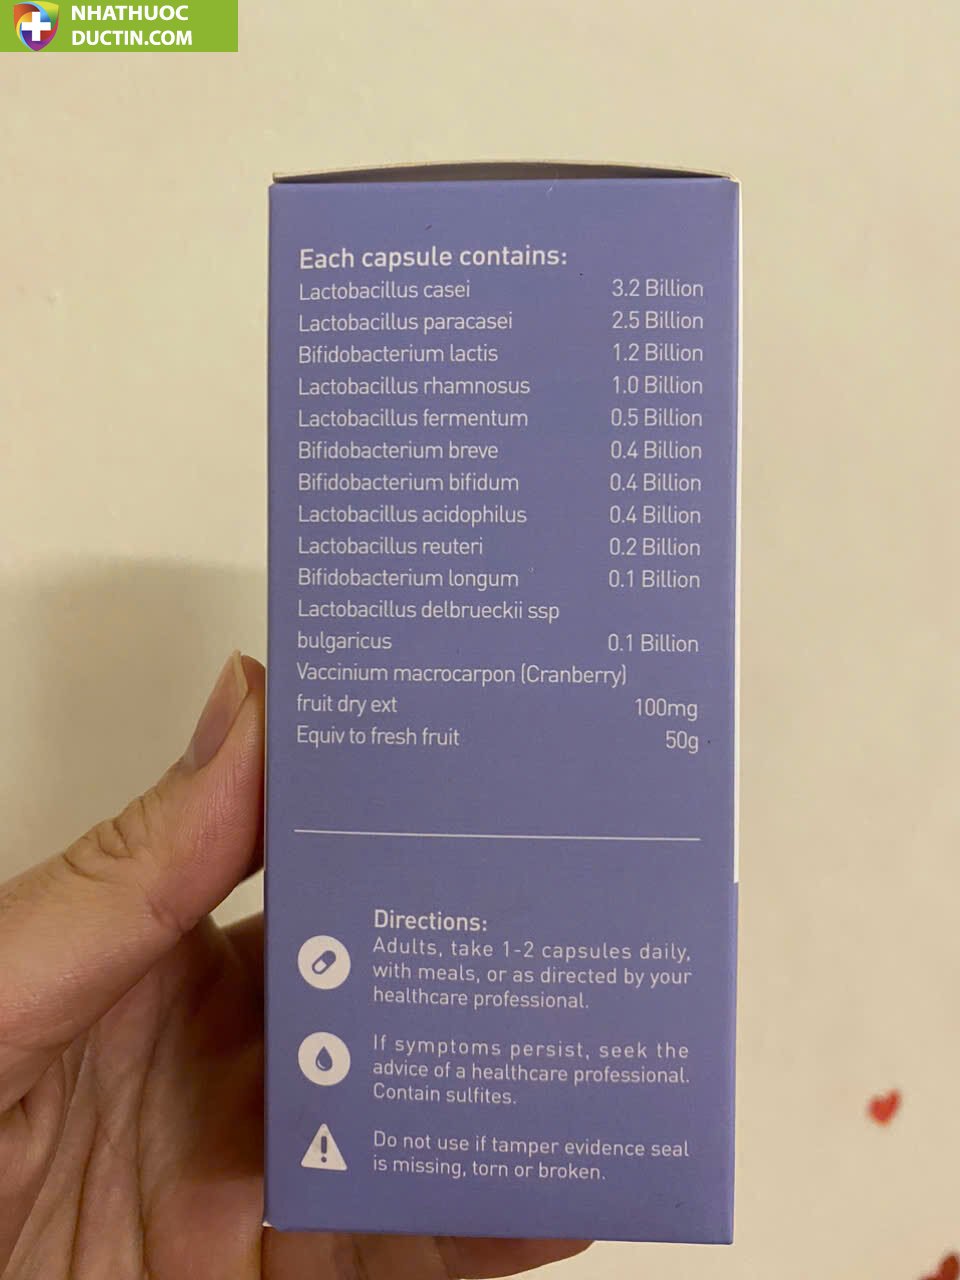 NHATHUOC
DUCTIN.COM
Each capsule contains:
Lactobacillus casei 3.2 Billion
Lactobacillus paracasei 2.5 Billion
Bifidobacterium lactis 1.2 Billion
Lactobacillus rhamnosus 1.0 Billion
Lactobacillus fermentum 0.5 Billion
Bifidobacterium breve 0.4 Billion
Bifidobacterium bifidum 0.4 Billion
Lactobacillus acidophilus 0.4 Billion
Lactobacillus reuteri 0.2 Billion
Bifidobacterium longum 0.1 Billion
Lactobacillus delbrueckii ssp
bulgaricus 0.1 Billion
Vaccinium macrocarpon (Cranberry)
fruit dry ext 100mg
Equiv to fresh fruit 50g
Directions:
Adults, take 1-2 capsules daily,
with meals, or as directed by your
healthcare professional.
If symptoms persist, seek the
advice of a healthcare professional.
Contain sulfites.
Do not use if tamper evidence seal
is missing, torn or broken.